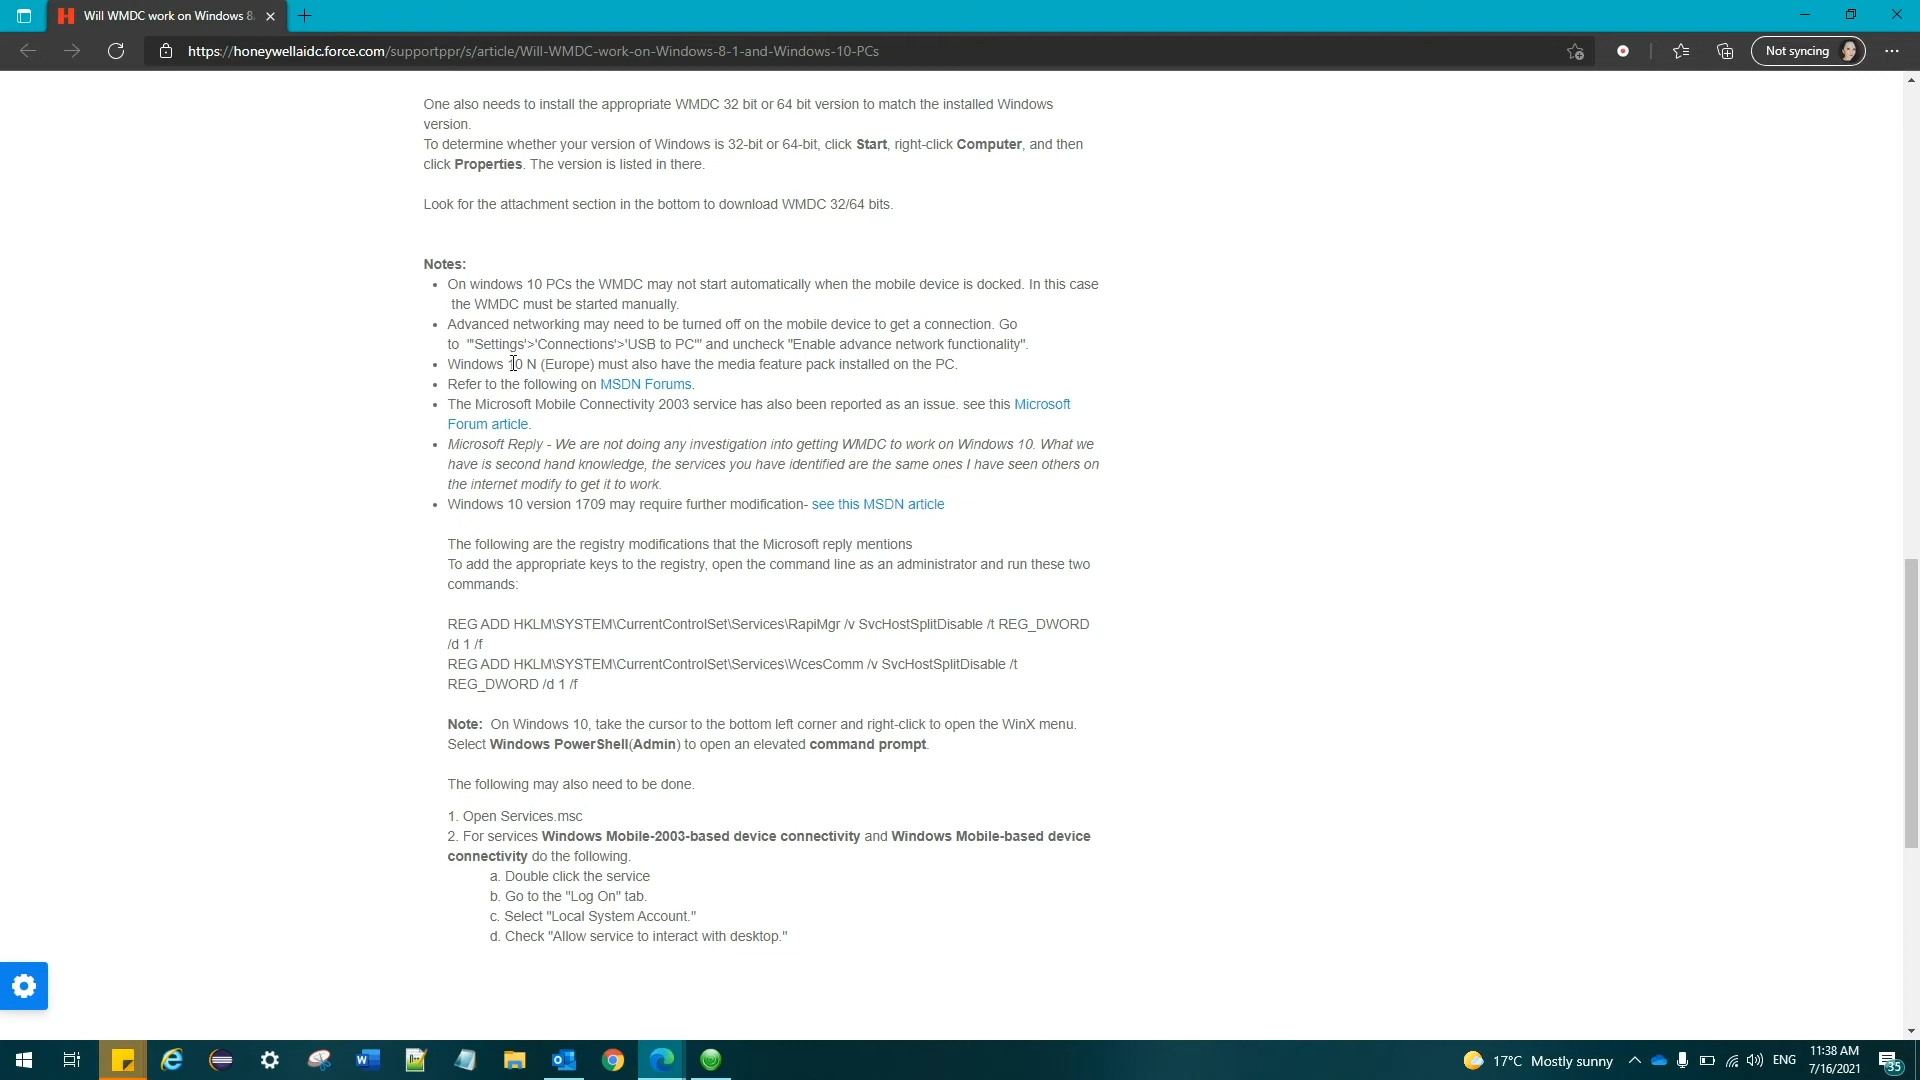 Will WMDC work on Windows 8.
https://honeywellaidc.force.com/supportppr/s/article/Will-WMDC-work-on-Windows-8-1-and-Windows-10-PCs
Not syncing
One also needs to install the appropriate WMDC 32 bit or 64 bit version to match the installed Windows
version.
To determine whether your version of Windows is 32-bit or 64-bit, click Start, right-click Computer, and then
click Properties. The version is listed in there.
Look for the attachment section in the bottom to download WMDC 32/64 bits.
Notes:
• On windows 10 PCs the WMDC may not start automatically when the mobile device is docked. In this case
the WMDC must be started manually.
• Advanced networking may need to be turned off on the mobile device to get a connection. Go
to "'Settings'>'Connections'>'USB to PC'" and uncheck "Enable advance network functionality".
• Windows 10 N (Europe) must also have the media feature pack installed on the PC.
• Refer to the following on MSDN Forums.
• The Microsoft Mobile Connectivity 2003 service has also been reported as an issue. see this Microsoft
Forum article.
• Microsoft Reply - We are not doing any investigation into getting WMDC to work on Windows 10. What we
have is second hand knowledge, the services you have identified are the same ones I have seen others on
the internet modify to get it to work.
• Windows 10 version 1709 may require further modification- see this MSDN article
The following are the registry modifications that the Microsoft reply mentions
To add the appropriate keys to the registry, open the command line as an administrator and run these two
commands:
REG ADD HKLM\SYSTEM\CurrentControlSet\Services\RapiMgr /v SvcHostSplitDisable /t REG_DWORD
/d 1 /f
REG ADD HKLM\SYSTEM\CurrentControlSet\Services\WcesComm /v SvcHostSplitDisable /t
REG_DWORD /d 1 /f
Note: On Windows 10, take the cursor to the bottom left corner and right-click to open the WinX menu.
Select Windows PowerShell(Admin) to open an elevated command prompt.
The following may also need to be done.
1. Open Services.msc
2. For services Windows Mobile-2003-based device connectivity and Windows Mobile-based device
connectivity do the following.
a. Double click the service
b. Go to the "Log On" tab.
c. Select "Local System Account."
d. Check "Allow service to interact with desktop."
17°C Mostly sunny
ENG
11:38 AM
7/16/2021
35